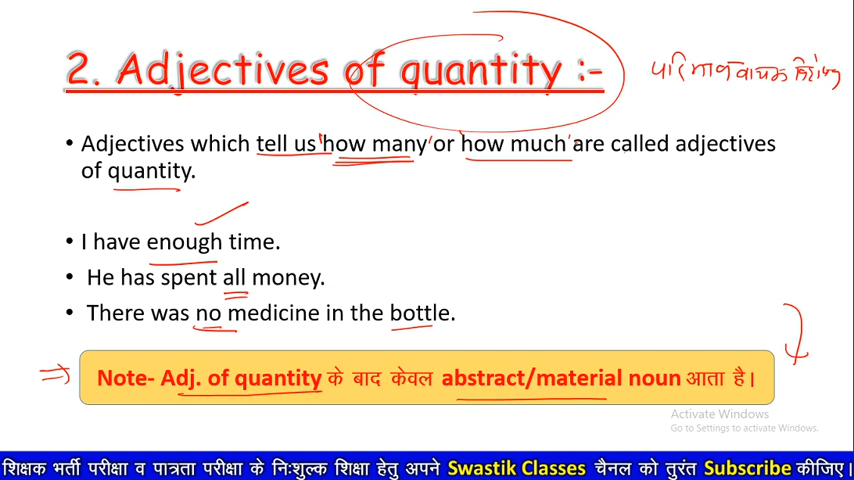 2. Adjectives of quantity :-
परिमाणवाचक विशेषण
• Adjectives which tell us 'how many' or 'how much' are called adjectives
of quantity.
• I have enough time.
• He has spent all money.
• There was no medicine in the bottle.
Note- Adj. of quantity के बाद केवल abstract/material noun आता है।
Activate Windows
Go to Settings to activate Windows.
शिक्षक भर्ती परीक्षा व पात्रता परीक्षा के निःशुल्क शिक्षा हेतु अपने Swastik Classes चैनल को तुरंत Subscribe कीजिए।